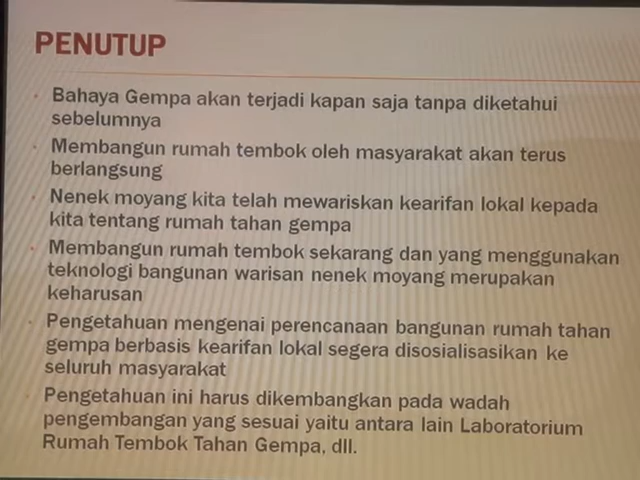 PENUTUP
Bahaya Gempa akan terjadi kapan saja tanpa diketahui
sebelumnya
Membangun rumah tembok oleh masyarakat akan terus
berlangsung
Nenek moyang kita telah mewariskan kearifan lokal kepada
kita tentang rumah tahan gempa
Membangun rumah tembok sekarang dan yang menggunakan
teknologi bangunan warisan nenek moyang merupakan
keharusan
Pengetahuan mengenai perencanaan bangunan rumah tahan
gempa berbasis kearifan lokal segera disosialisasikan ke
seluruh masyarakat
Pengetahuan ini harus dikembangkan pada wadah
pengembangan yang sesuai yaitu antara lain Laboratorium
Rumah Tembok Tahan Gempa, dll.